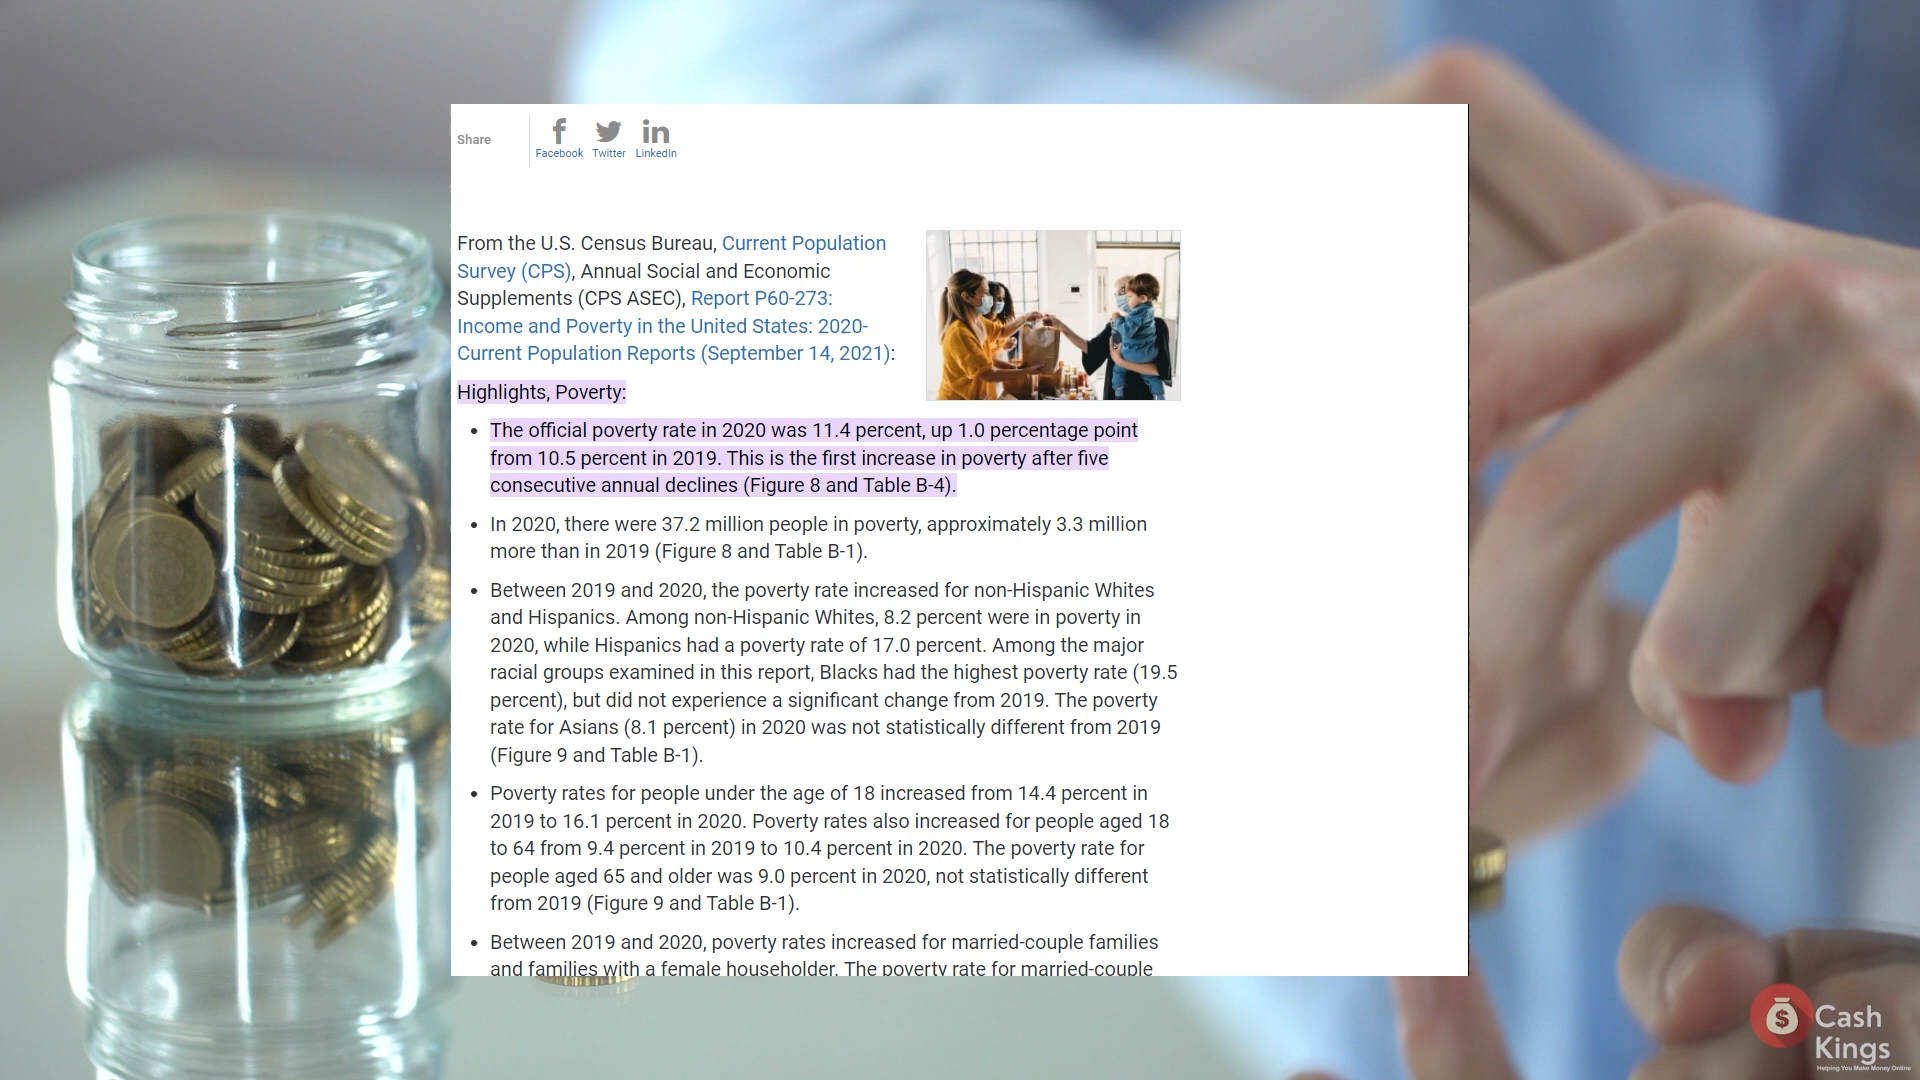 Share
Facebook Twitter LinkedIn
From the U.S. Census Bureau, Current Population
Survey (CPS), Annual Social and Economic
Supplements (CPS ASEC), Report P60-273:
Income and Poverty in the United States: 2020-
Current Population Reports (September 14, 2021):
Highlights, Poverty:
• The official poverty rate in 2020 was 11.4 percent, up 1.0 percentage point
from 10.5 percent in 2019. This is the first increase in poverty after five
consecutive annual declines (Figure 8 and Table B-4).
• In 2020, there were 37.2 million people in poverty, approximately 3.3 million
more than in 2019 (Figure 8 and Table B-1).
• Between 2019 and 2020, the poverty rate increased for non-Hispanic Whites
and Hispanics. Among non-Hispanic Whites, 8.2 percent were in poverty in
2020, while Hispanics had a poverty rate of 17.0 percent. Among the major
racial groups examined in this report, Blacks had the highest poverty rate (19.5
percent), but did not experience a significant change from 2019. The poverty
rate for Asians (8.1 percent) in 2020 was not statistically different from 2019
(Figure 9 and Table B-1).
• Poverty rates for people under the age of 18 increased from 14.4 percent in
2019 to 16.1 percent in 2020. Poverty rates also increased for people aged 18
to 64 from 9.4 percent in 2019 to 10.4 percent in 2020. The poverty rate for
people aged 65 and older was 9.0 percent in 2020, not statistically different
from 2019 (Figure 9 and Table B-1).
• Between 2019 and 2020, poverty rates increased for married-couple families
and families with a female householder. The poverty rate for married-couple
$
Cash
Kings
Helping You Make Money Online